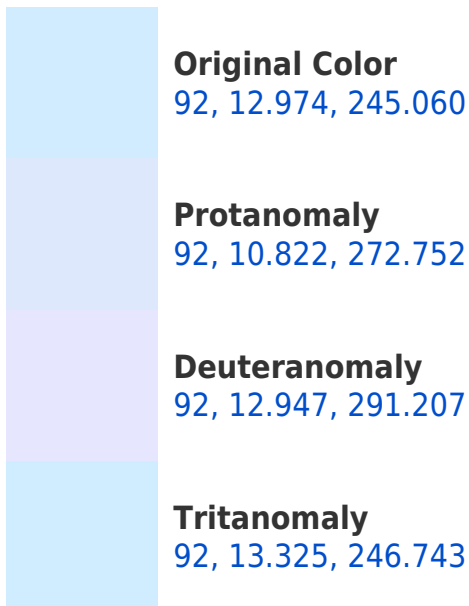 Original Color
92, 12.974, 245.060
Protanomaly
92, 10.822, 272.752
Deuteranomaly
92, 12.947, 291.207
Tritanomaly
92, 13.325, 246.743